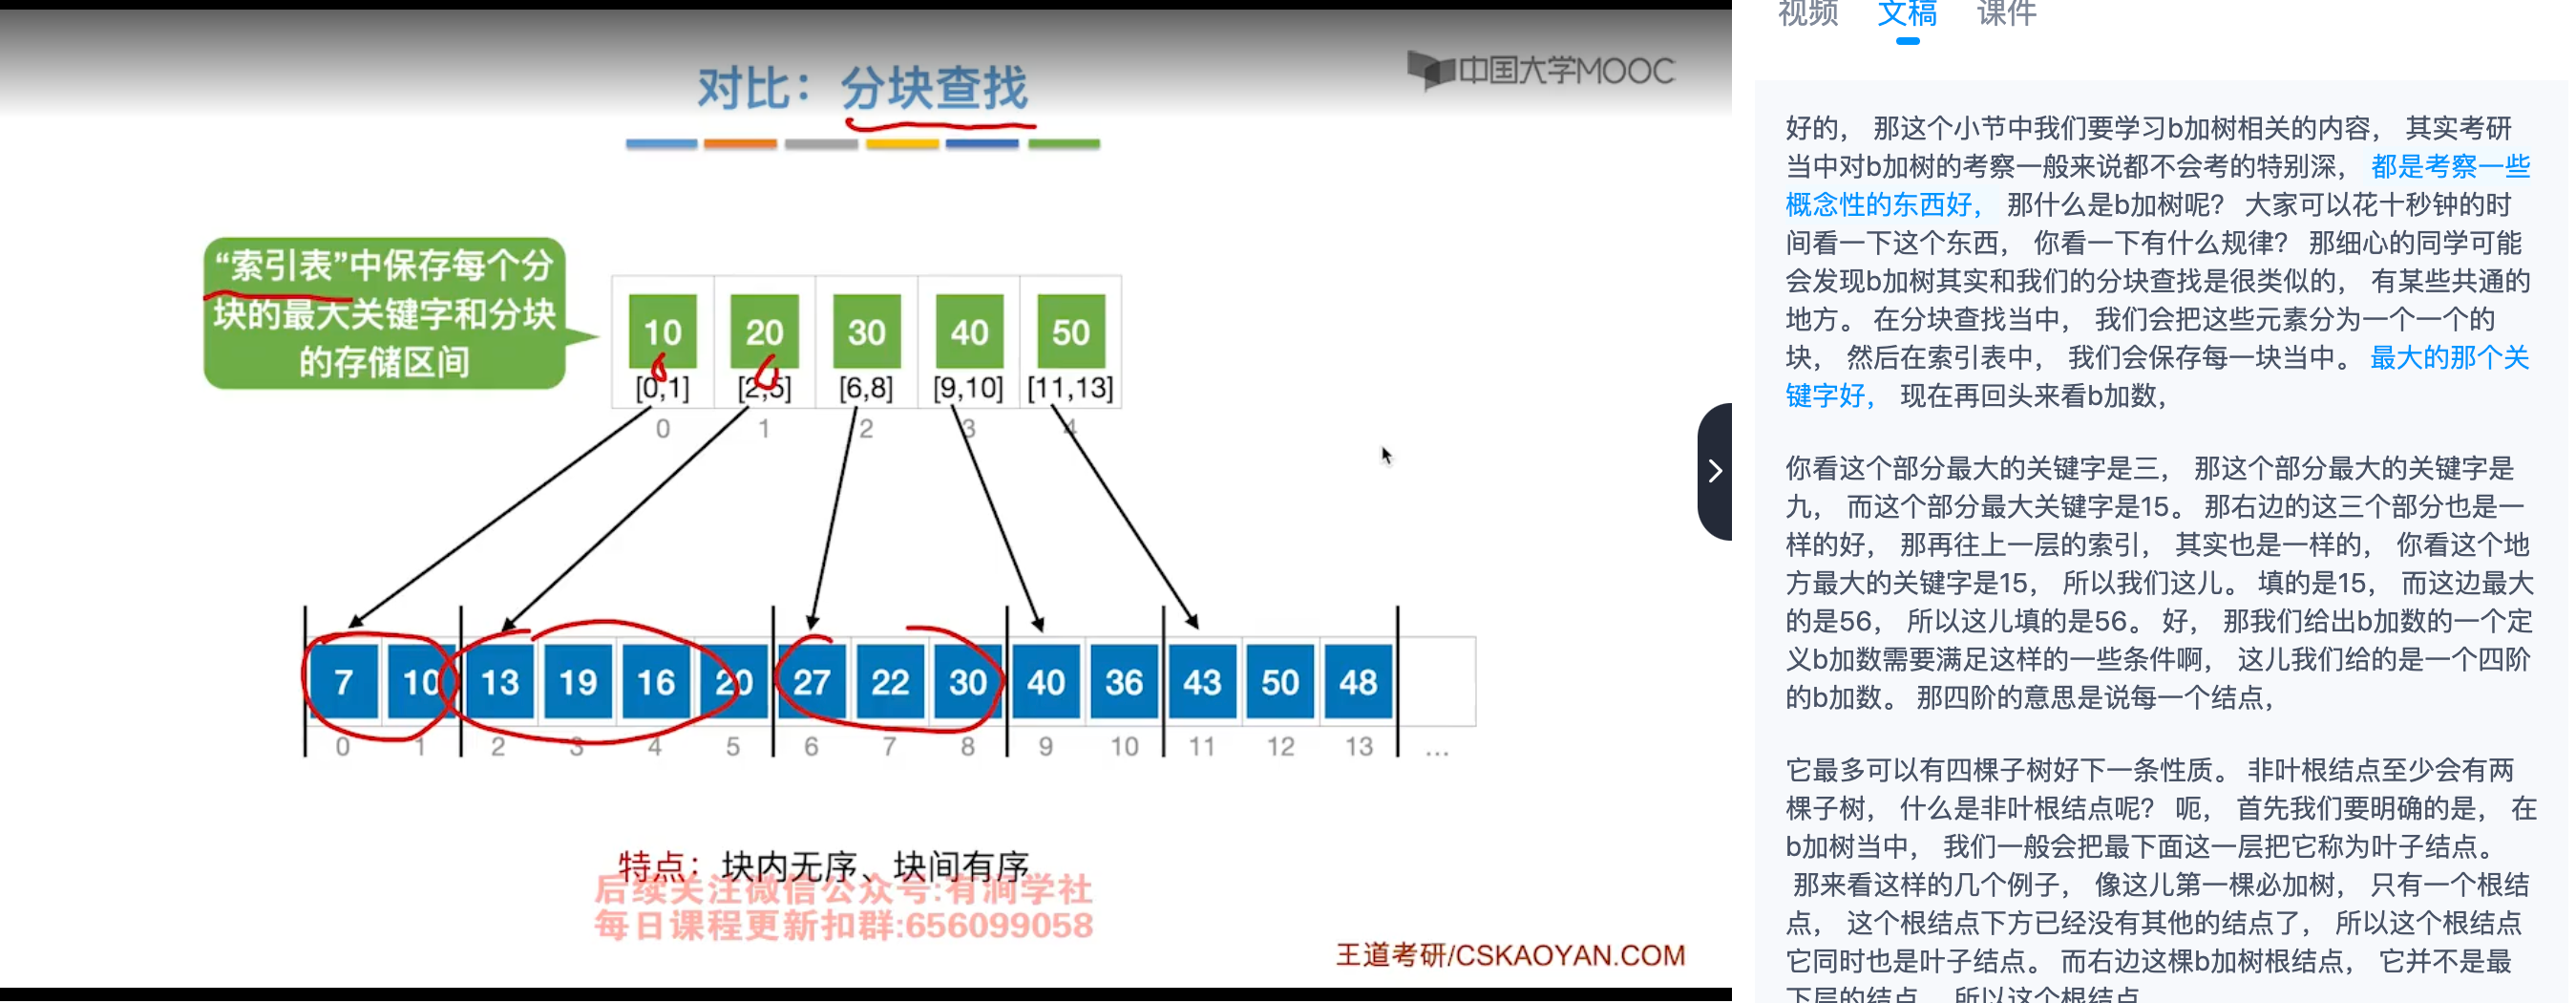 对比：分块查找
中国大学MOOC
“索引表”中保存每个分
块的最大关键字和分块
的存储区间
10 20 30 40 50
[0,1] [2,5] [6,8] [9,10] [11,13]
0 1 2 3 4
7 10 13 19 16 20 27 22 30 40 36 43 50 48
0 1 2 3 4 5 6 7 8 9 10 11 12 13 ...
特点：块内无序、块间有序
后续关注微信公众号:有涧学社
每日课程更新扣群:656099058
王道考研/CSKAOYAN.COM
视频 文稿 课件
好的， 那这个小节中我们要学习b加树相关的内容， 其实考研
当中对b加树的考察一般来说都不会考的特别深， 都是考察一些
概念性的东西好， 那什么是b加树呢？ 大家可以花十秒钟的时
间看一下这个东西， 你看一下有什么规律？ 那细心的同学可能
会发现b加树其实和我们的分块查找是很类似的， 有某些共通的
地方。 在分块查找当中， 我们会把这些元素分为一个一个的
块， 然后在索引表中， 我们会保存每一块当中。 最大的那个关
键字好， 现在再回头来看b加数，
你看这个部分最大的关键字是三， 那这个部分最大的关键字是
九， 而这个部分最大关键字是15。 那右边的这三个部分也是一
样的好， 那再往上一层的索引， 其实也是一样的， 你看这个地
方最大的关键字是15， 所以我们这儿。 填的是15， 而这边最大
的是56， 所以这儿填的是56。 好， 那我们给出b加数的一个定
义b加数需要满足这样的一些条件啊， 这儿我们给的是一个四阶
的b加数。 那四阶的意思是说每一个结点，
它最多可以有四棵子树好下一条性质。 非叶根结点至少会有两
棵子树， 什么是非叶根结点呢？ 呃， 首先我们要明确的是， 在
b加树当中， 我们一般会把最下面这一层把它称为叶子结点。
那来看这样的几个例子， 像这儿第一棵必加树， 只有一个根结
点， 这个根结点下方已经没有其他的结点了， 所以这个根结点
它同时也是叶子结点。 而右边这棵b加树根结点， 它并不是最
下层的结点， 所以这个根结点